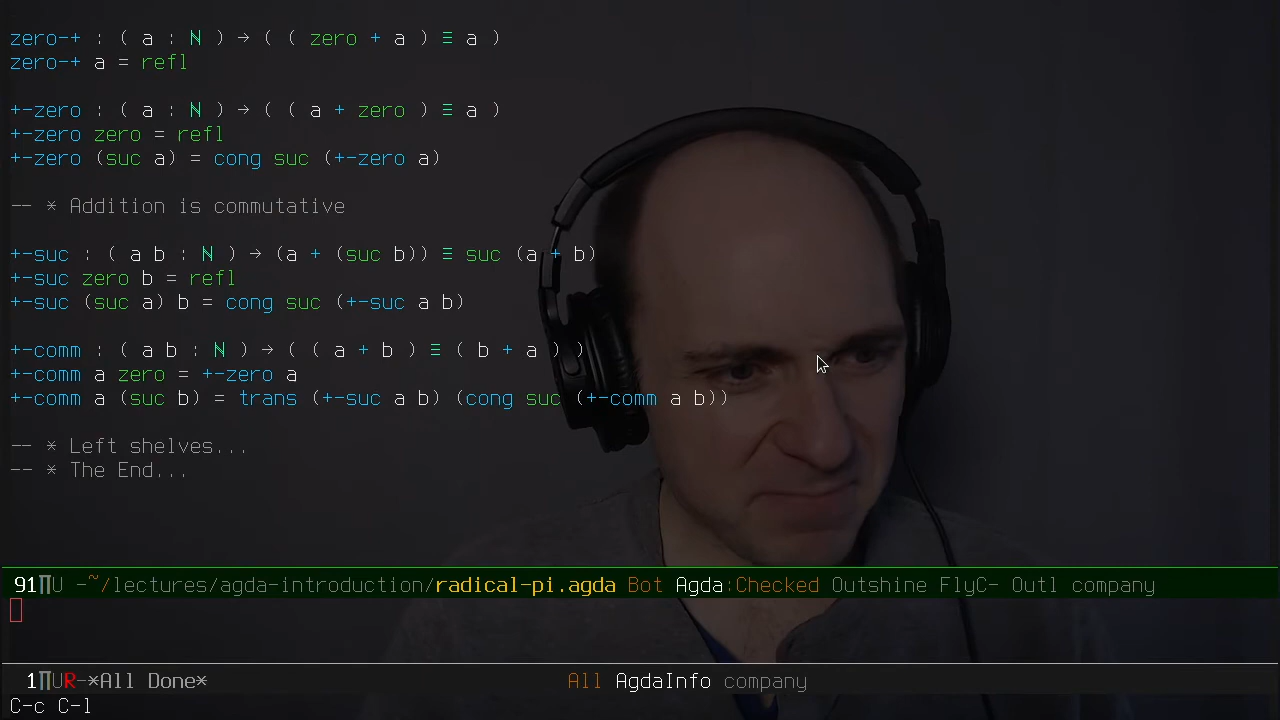 zero-+ : ( a : ℕ ) → ( ( zero + a ) ≡ a )
zero-+ a = refl
+-zero : ( a : ℕ ) → ( ( a + zero ) ≡ a )
+-zero zero = refl
+-zero (suc a) = cong suc (+-zero a)
-- * Addition is commutative
+-suc : ( a b : ℕ ) → (a + (suc b)) ≡ suc (a + b)
+-suc zero b = refl
+-suc (suc a) b = cong suc (+-suc a b)
+-comm : ( a b : ℕ ) → ( ( a + b ) ≡ ( b + a ) )
+-comm a zero = +-zero a
+-comm a (suc b) = trans (+-suc a b) (cong suc (+-comm a b))
-- * Left shelves...
-- * The End...
91∏U -~~/lectures/agda-introduction/radical-pi.agda Bot Agda:Checked Outshine FlyC- Outl company
1∏UR-*All Done* All AgdaInfo company
C-c C-l